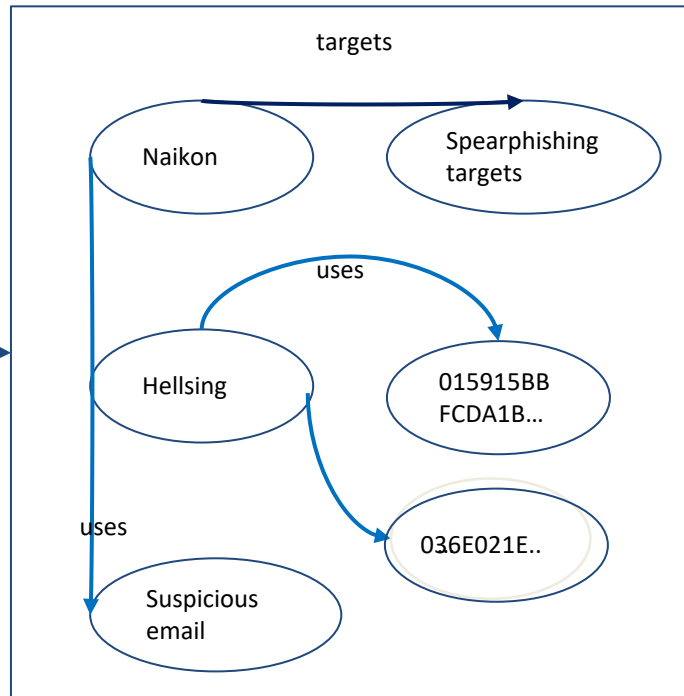 targets
Naikon
Spearphishing
targets
uses
Hellsing
015915BB
FCDA1B...
036E021E..
uses
Suspicious
email